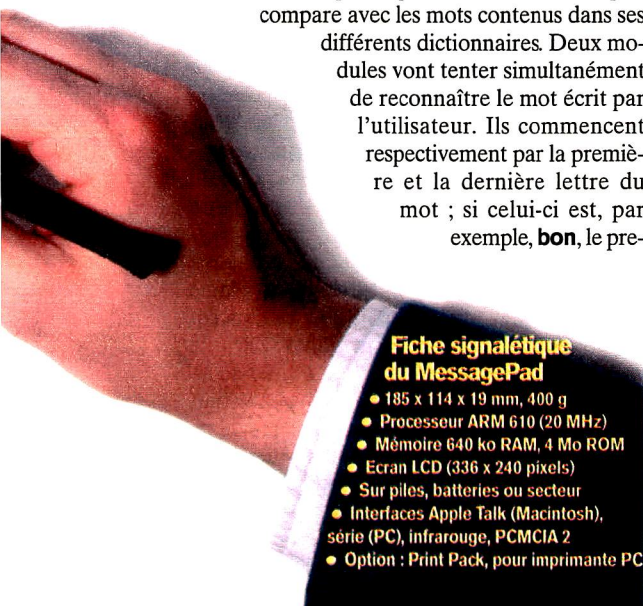 compare avec les mots contenus dans ses
différents dictionnaires. Deux mo-
dules vont tenter simultanément
de reconnaître le mot écrit par
l'utilisateur. Ils commencent
respectivement par la premiè-
re et la dernière lettre du
mot ; si celui-ci est, par
exemple, bon, le pre-
Fiche signalétique
du MessagePad
• 185 x 114 x 19 mm, 400 g
• Processeur ARM 610 (20 MHz)
• Mémoire 640 ko RAM, 4 Mo ROM
• Ecran LCD (336 x 240 pixels)
• Sur piles, batteries ou secteur
• Interfaces Apple Talk (Macintosh),
série (PC), infrarouge, PCMCIA 2
• Option : Print Pack, pour imprimante PC